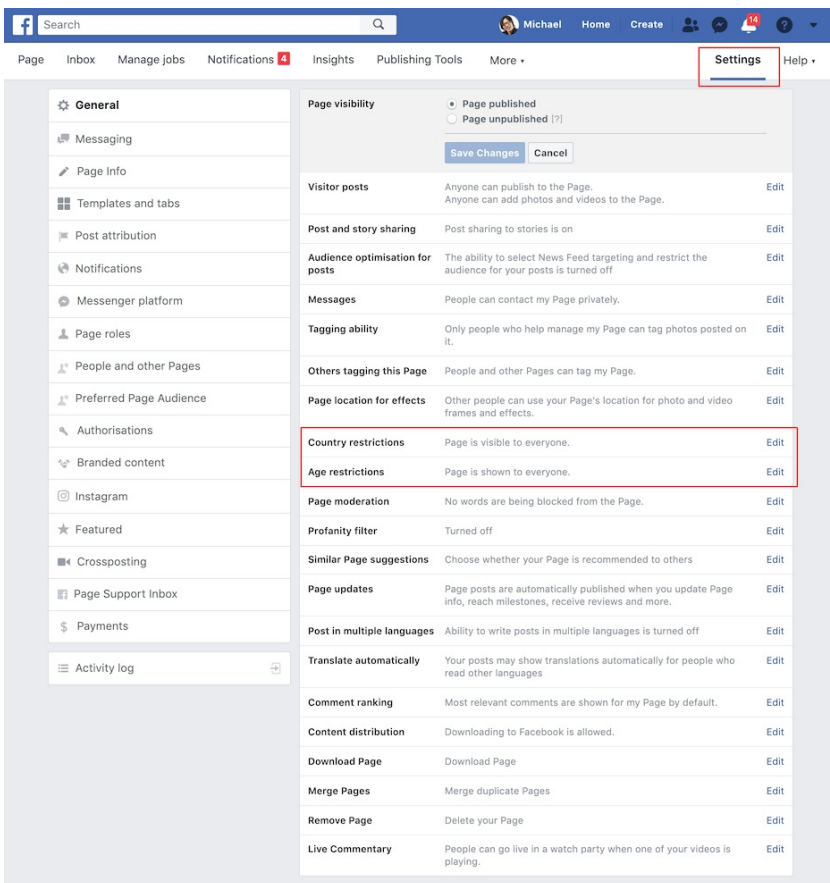 f Search Michael Home Create 14 ?
Page Inbox Manage jobs Notifications 4 Insights Publishing Tools More Settings Help
General
Messaging
Page Info
Templates and tabs
Post attribution
Notifications
Messenger platform
Page roles
People and other Pages
Preferred Page Audience
Authorisations
Branded content
Instagram
Featured
Crossposting
Page Support Inbox
$ Payments
Activity log
Page visibility Page published
Page unpublished [?]
Save Changes Cancel
Visitor posts Anyone can publish to the Page. Edit
Anyone can add photos and videos to the Page.
Post and story sharing Post sharing to stories is on Edit
Audience optimisation for The ability to select News Feed targeting and restrict the Edit
posts audience for your posts is turned off
Messages People can contact my Page privately. Edit
Tagging ability Only people who help manage my Page can tag photos posted on Edit
it.
Others tagging this Page People and other Pages can tag my Page. Edit
Page location for effects Other people can use your Page's location for photo and video Edit
frames and effects.
Country restrictions Page is visible to everyone. Edit
Age restrictions Page is shown to everyone. Edit
Page moderation No words are being blocked from the Page. Edit
Profanity filter Turned off Edit
Similar Page suggestions Choose whether your Page is recommended to others Edit
Page updates Page posts are automatically published when you update Page Edit
info, reach milestones, receive reviews and more.
Post in multiple languages Ability to write posts in multiple languages is turned off Edit
Translate automatically Your posts may show translations automatically for people who Edit
read other languages
Comment ranking Most relevant comments are shown for my Page by default. Edit
Content distribution Downloading to Facebook is allowed. Edit
Download Page Download Page Edit
Merge Pages Merge duplicate Pages Edit
Remove Page Delete your Page Edit
Live Commentary People can go live in a watch party when one of your videos is Edit
playing.